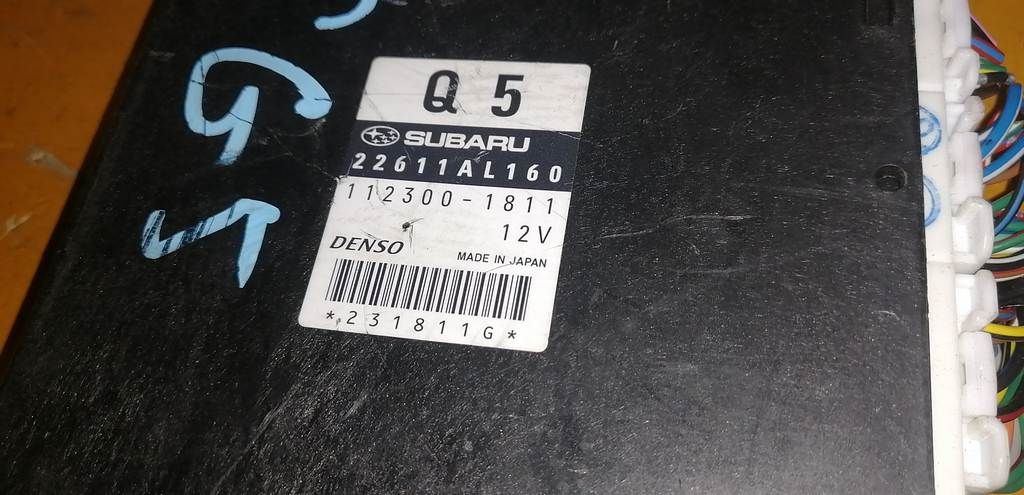 Q 5
SUBARU
22611AL160
112300-1811
12V
DENSO MADE IN JAPAN
*231811G*